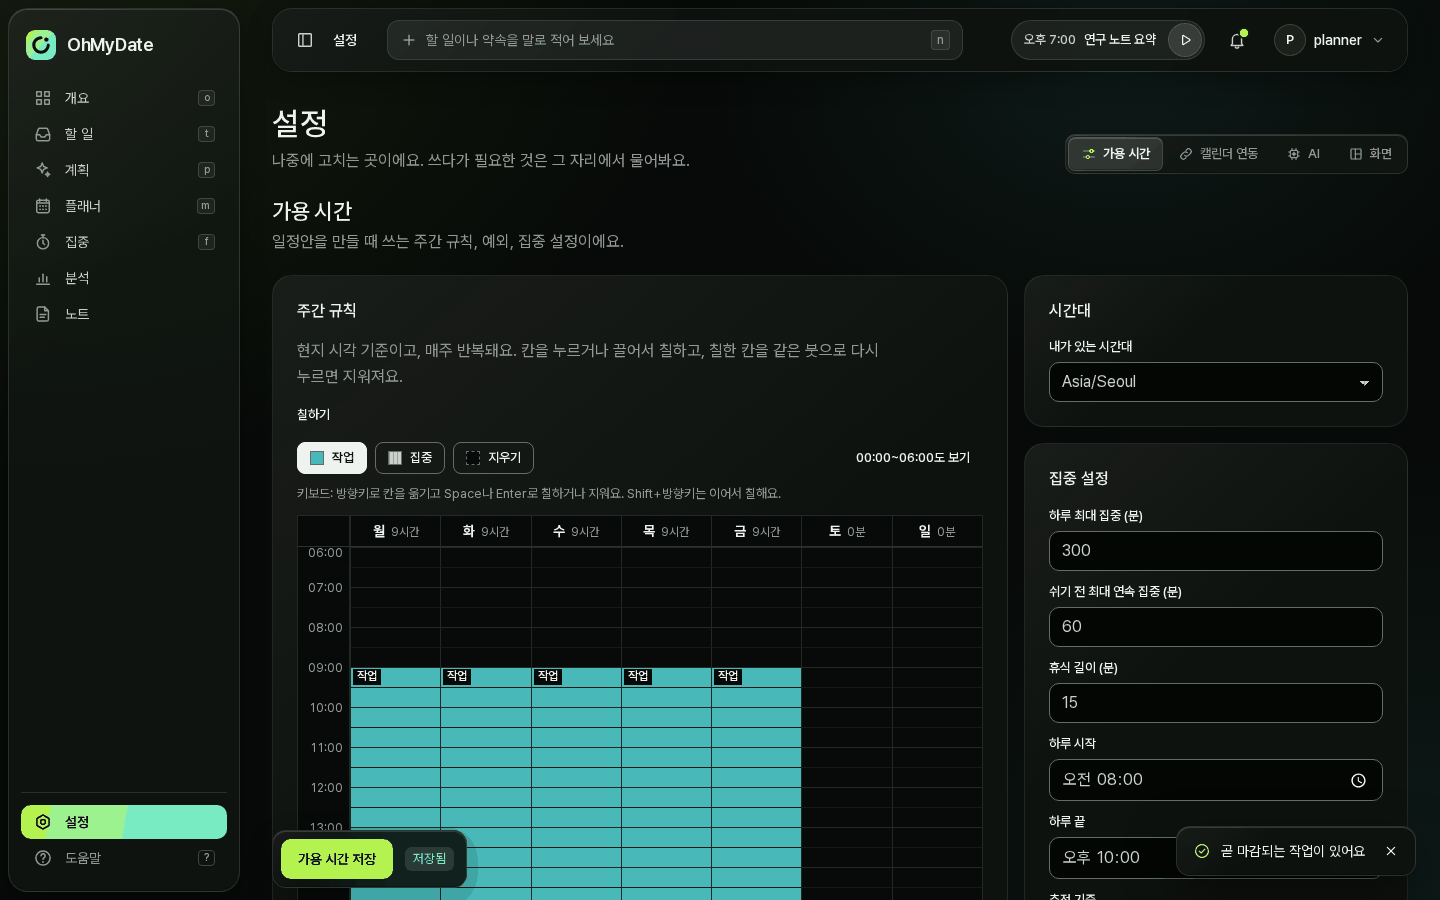 OhMyDate
개요 o
할 일 t
계획 p
플래너 m
집중 f
분석
노트
설정
도움말 ?
설정
할 일이나 약속을 말로 적어 보세요 n
오후 7:00 연구 노트 요약
P planner
설정
나중에 고치는 곳이에요. 쓰다가 필요한 것은 그 자리에서 물어봐요.
가용 시간 캘린더 연동 AI 화면
가용 시간
일정안을 만들 때 쓰는 주간 규칙, 예외, 집중 설정이에요.
주간 규칙
현지 시각 기준이고, 매주 반복돼요. 칸을 누르거나 끌어서 칠하고, 칠한 칸을 같은 붓으로 다시
누르면 지워져요.
칠하기
작업 집중 지우기 00:00~06:00도 보기
키보드: 방향키로 칸을 옮기고 Space나 Enter로 칠하거나 지워요. Shift+방향키는 이어서 칠해요.
월 9시간 화 9시간 수 9시간 목 9시간 금 9시간 토 0분 일 0분
06:00
07:00
08:00
09:00 작업 작업 작업 작업 작업
10:00
11:00
12:00
13:00
가용 시간 저장 저장됨
시간대
내가 있는 시간대
Asia/Seoul
집중 설정
하루 최대 집중 (분)
300
쉬기 전 최대 연속 집중 (분)
60
휴식 길이 (분)
15
하루 시작
오전 08:00
하루 끝
오후 10:00
곧 마감되는 작업이 있어요